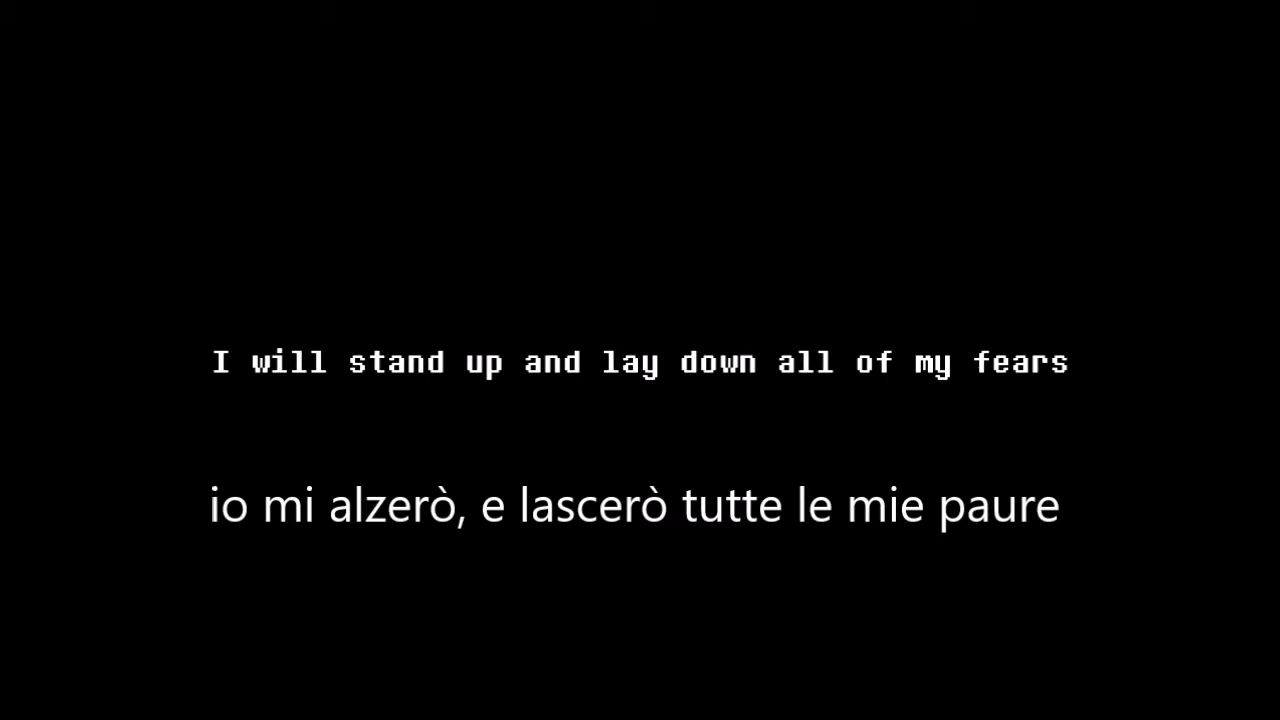 I will stand up and lay down all of my fears
io mi alzerò, e lascerò tutte le mie paure